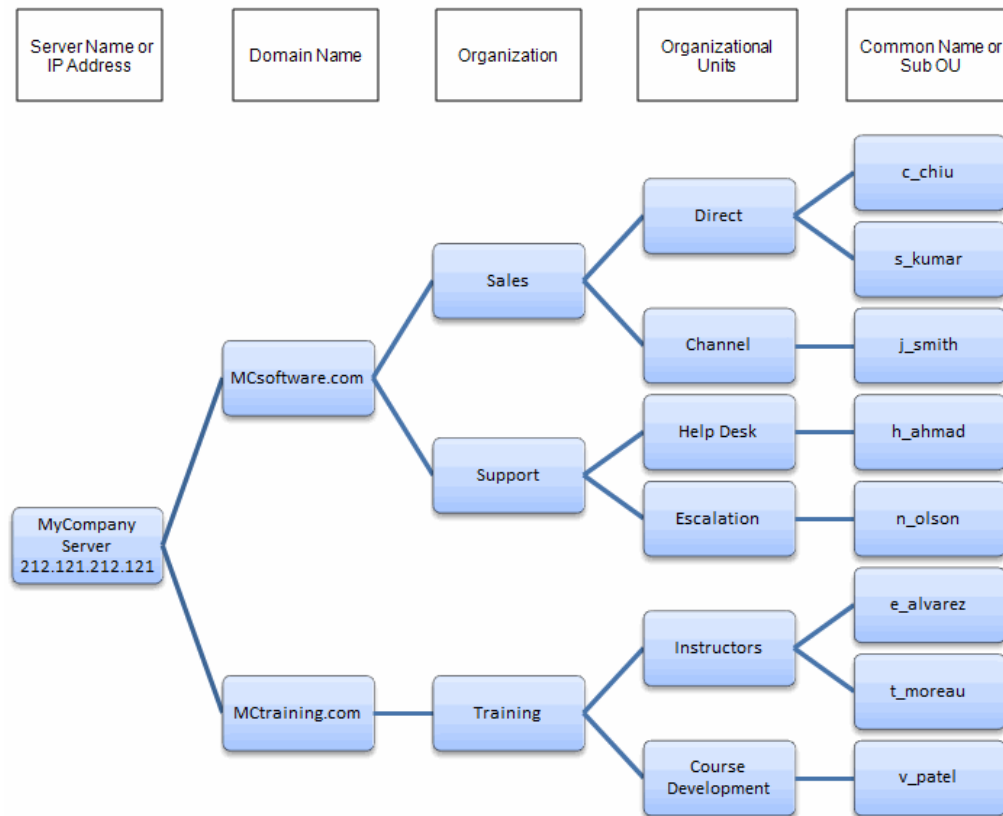 Server Name or
IP Address
Domain Name
Organization
Organizational
Units
Common Name or
Sub OU
c_chiu
Direct
s_kumar
Sales
Channel
j_smith
MCsoftware.com
Help Desk
h_ahmad
Support
Escalation
n_olson
MyCompany
Server
212.121.212.121
e_alvarez
Instructors
t_moreau
MCtraining.com
Training
Course
Development
v_patel